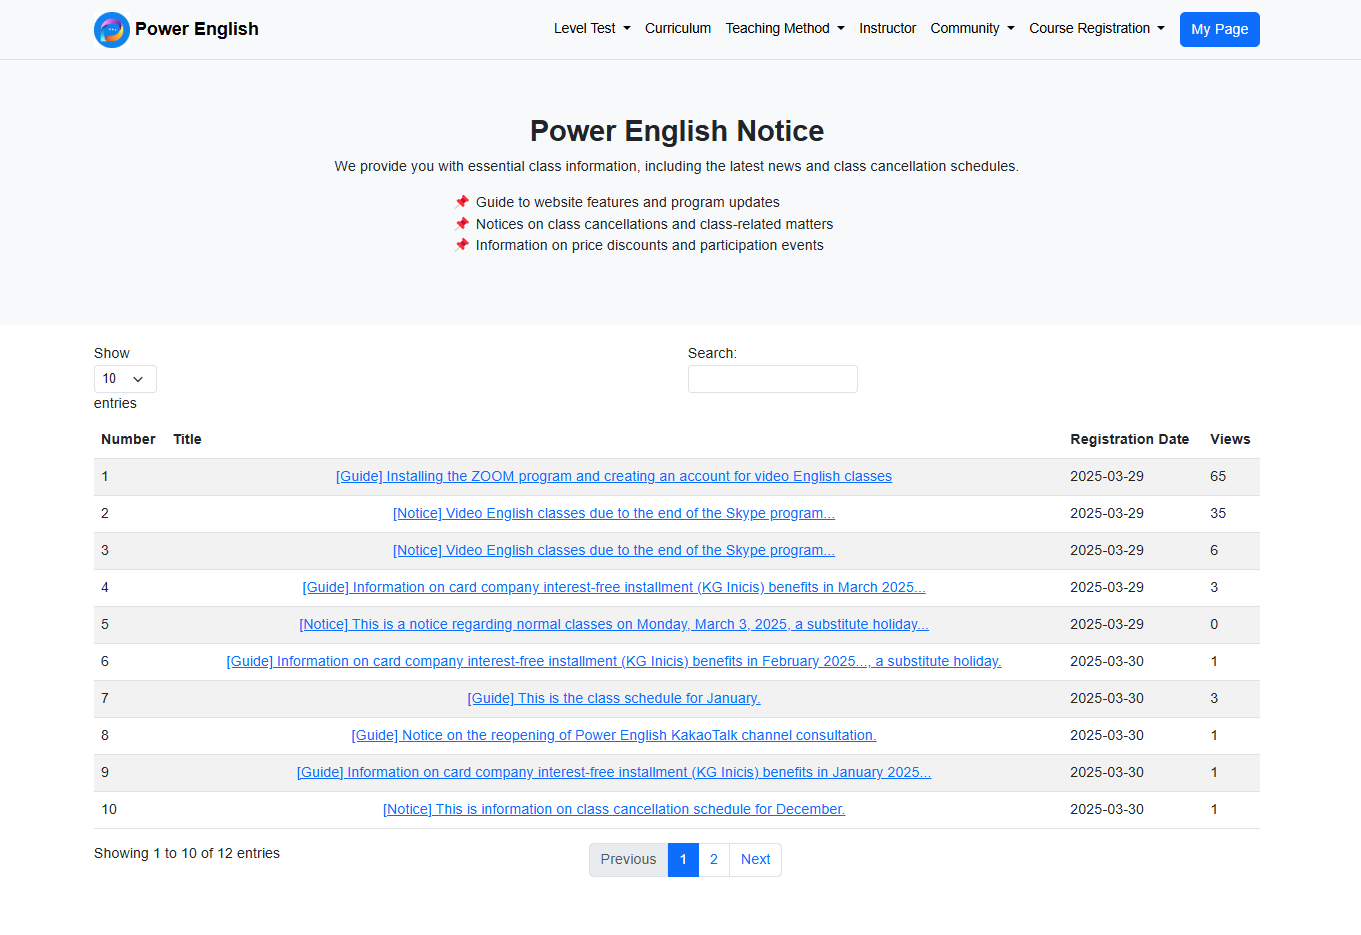 Power English
Level Test Curriculum Teaching Method Instructor Community Course Registration My Page
Power English Notice
We provide you with essential class information, including the latest news and class cancellation schedules.
Guide to website features and program updates
Notices on class cancellations and class-related matters
Information on price discounts and participation events
Show
10
entries
Search:
Number Title Registration Date Views
1 [Guide] Installing the ZOOM program and creating an account for video English classes 2025-03-29 65
2 [Notice] Video English classes due to the end of the Skype program... 2025-03-29 35
3 [Notice] Video English classes due to the end of the Skype program... 2025-03-29 6
4 [Guide] Information on card company interest-free installment (KG Inicis) benefits in March 2025... 2025-03-29 3
5 [Notice] This is a notice regarding normal classes on Monday, March 3, 2025, a substitute holiday... 2025-03-29 0
6 [Guide] Information on card company interest-free installment (KG Inicis) benefits in February 2025..., a substitute holiday. 2025-03-30 1
7 [Guide] This is the class schedule for January. 2025-03-30 3
8 [Guide] Notice on the reopening of Power English KakaoTalk channel consultation. 2025-03-30 1
9 [Guide] Information on card company interest-free installment (KG Inicis) benefits in January 2025... 2025-03-30 1
10 [Notice] This is information on class cancellation schedule for December. 2025-03-30 1
Showing 1 to 10 of 12 entries
Previous 1 2 Next